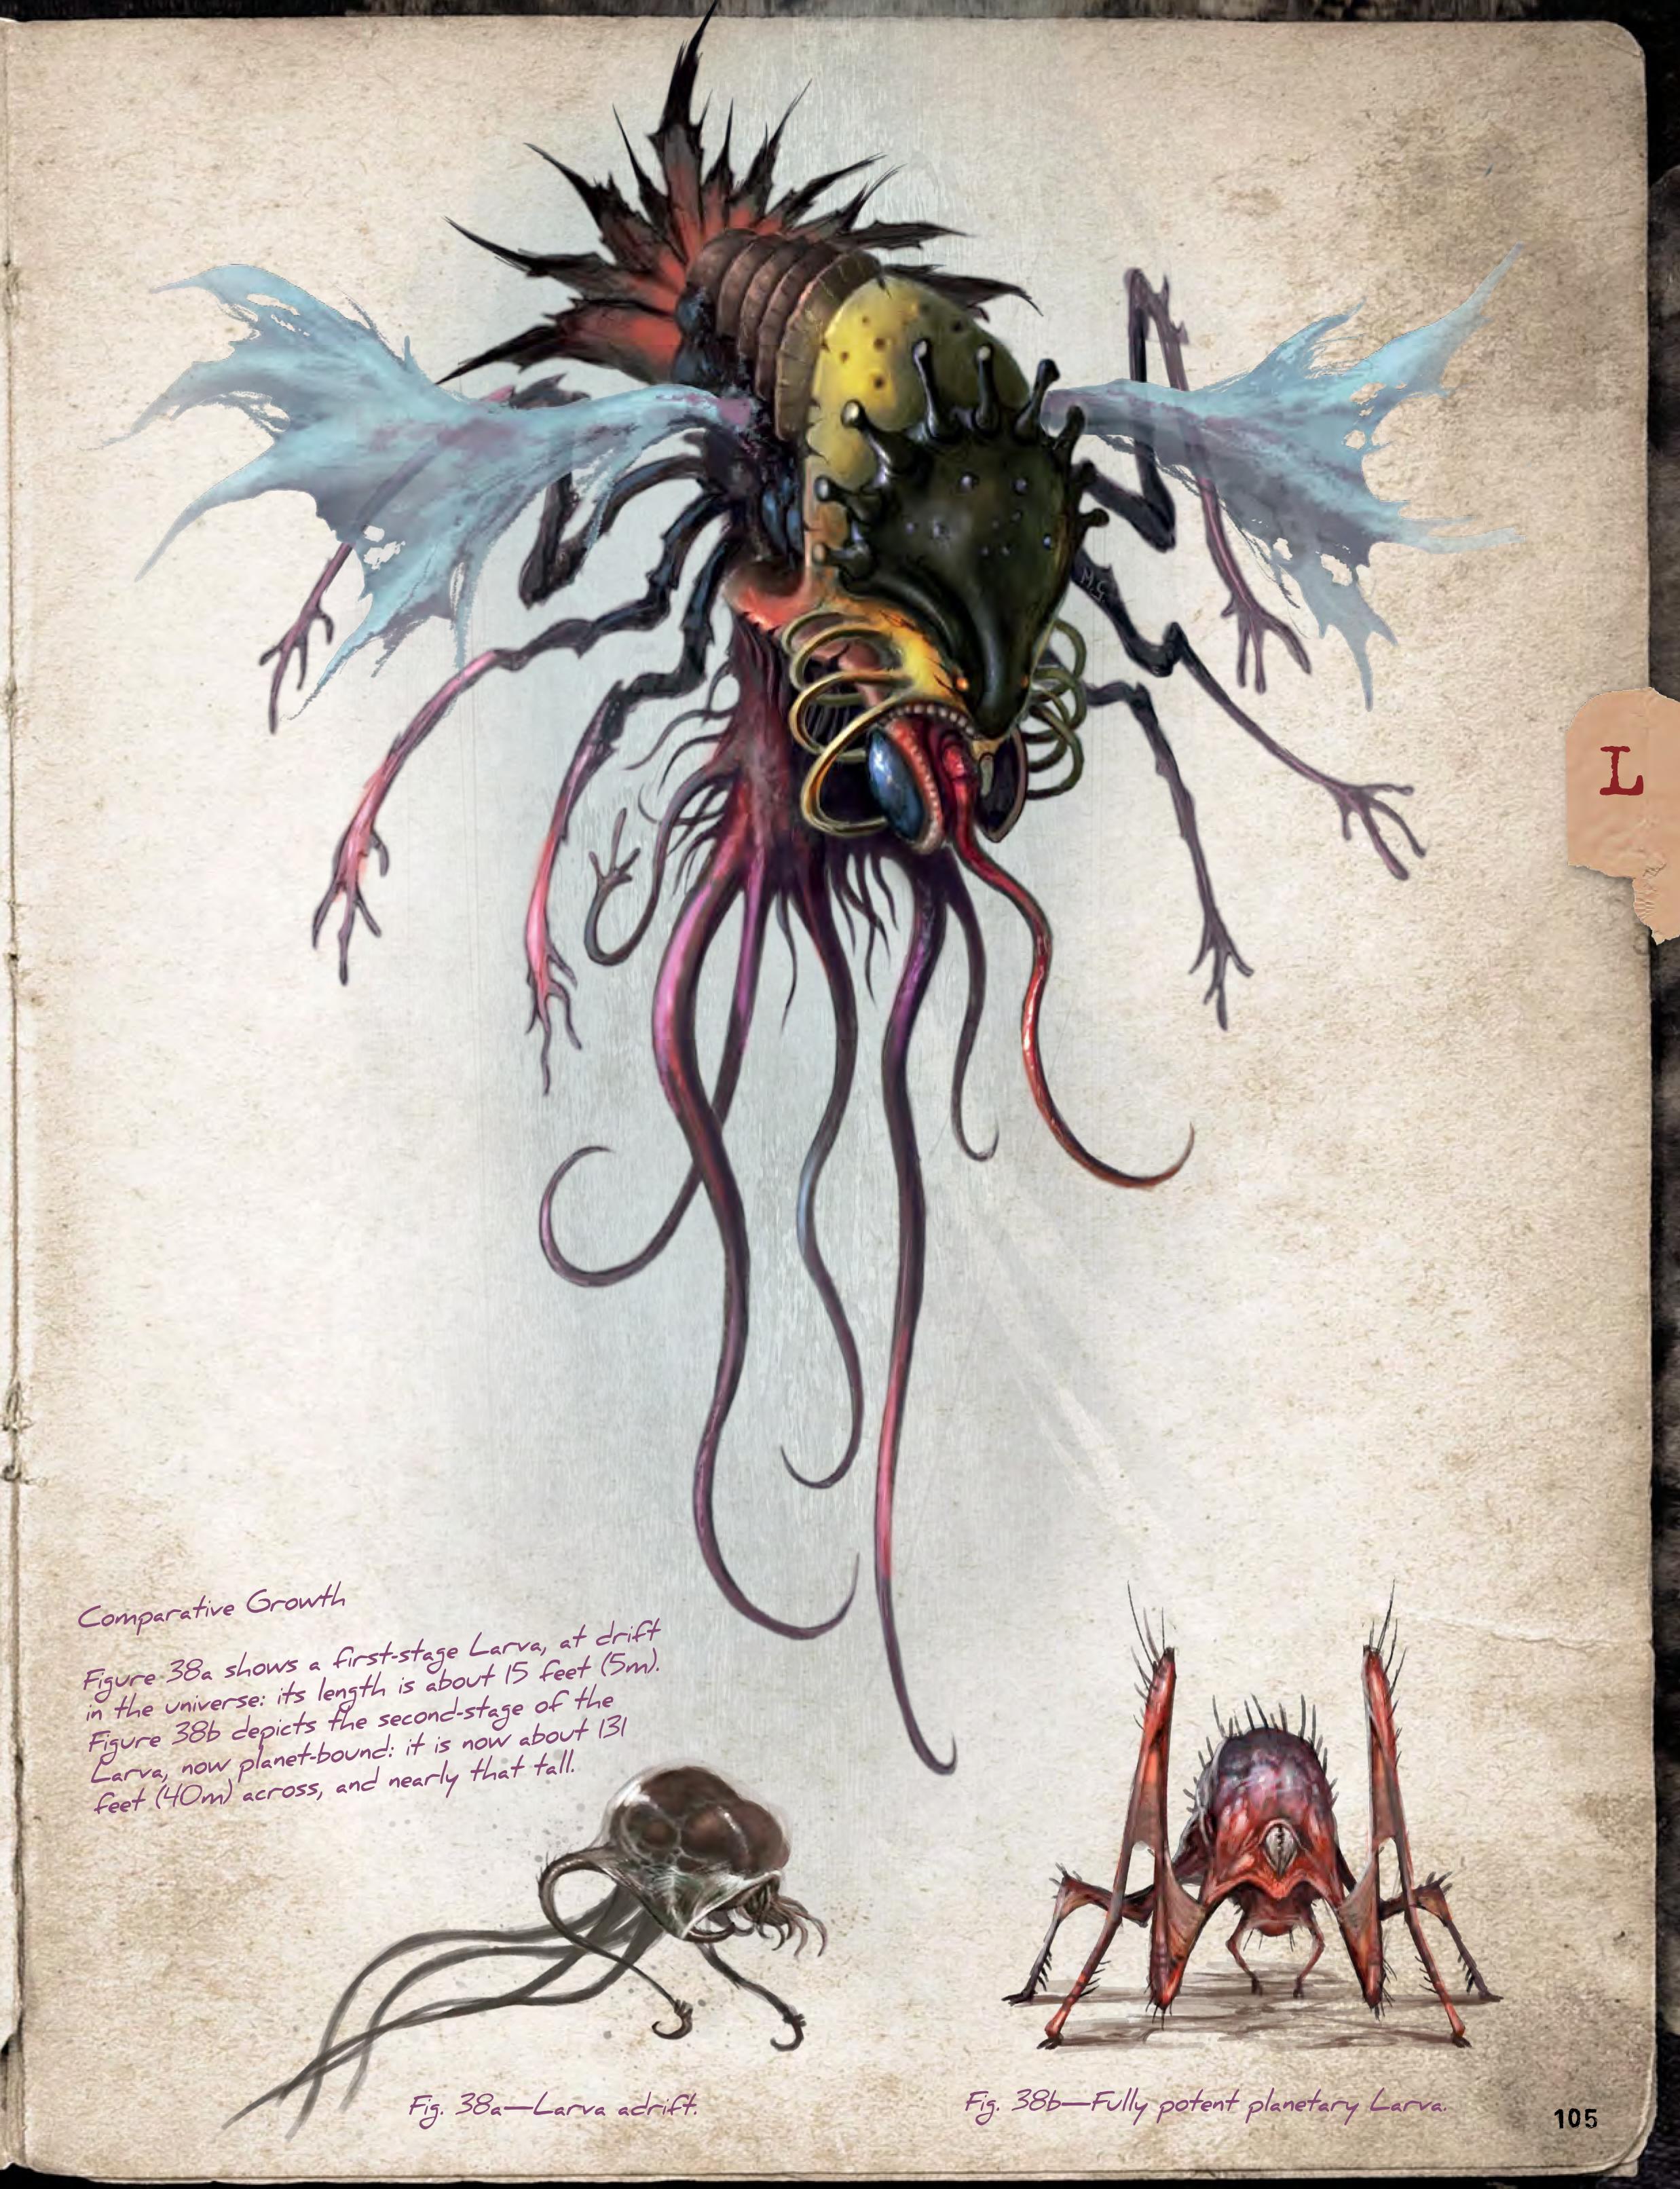 L
Comparative Growth
Figure 38a shows a first-stage Larva, at drift
in the universe: its length is about 15 feet (5m).
Figure 38b depicts the second-stage of the
Larva, now planet-bound: it is now about 131
feet (40m) across, and nearly that tall.
Fig. 38a—Larva adrift.
Fig. 38b—Fully potent planetary Larva.
105